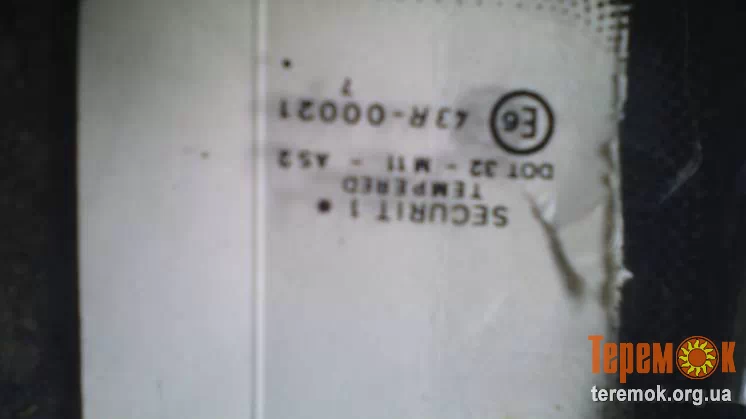 SECURIT 1
TEMPERED
DOT 32 - M11 - AS2
E6 43R-00021
7
ТеремОк
teremok.org.ua